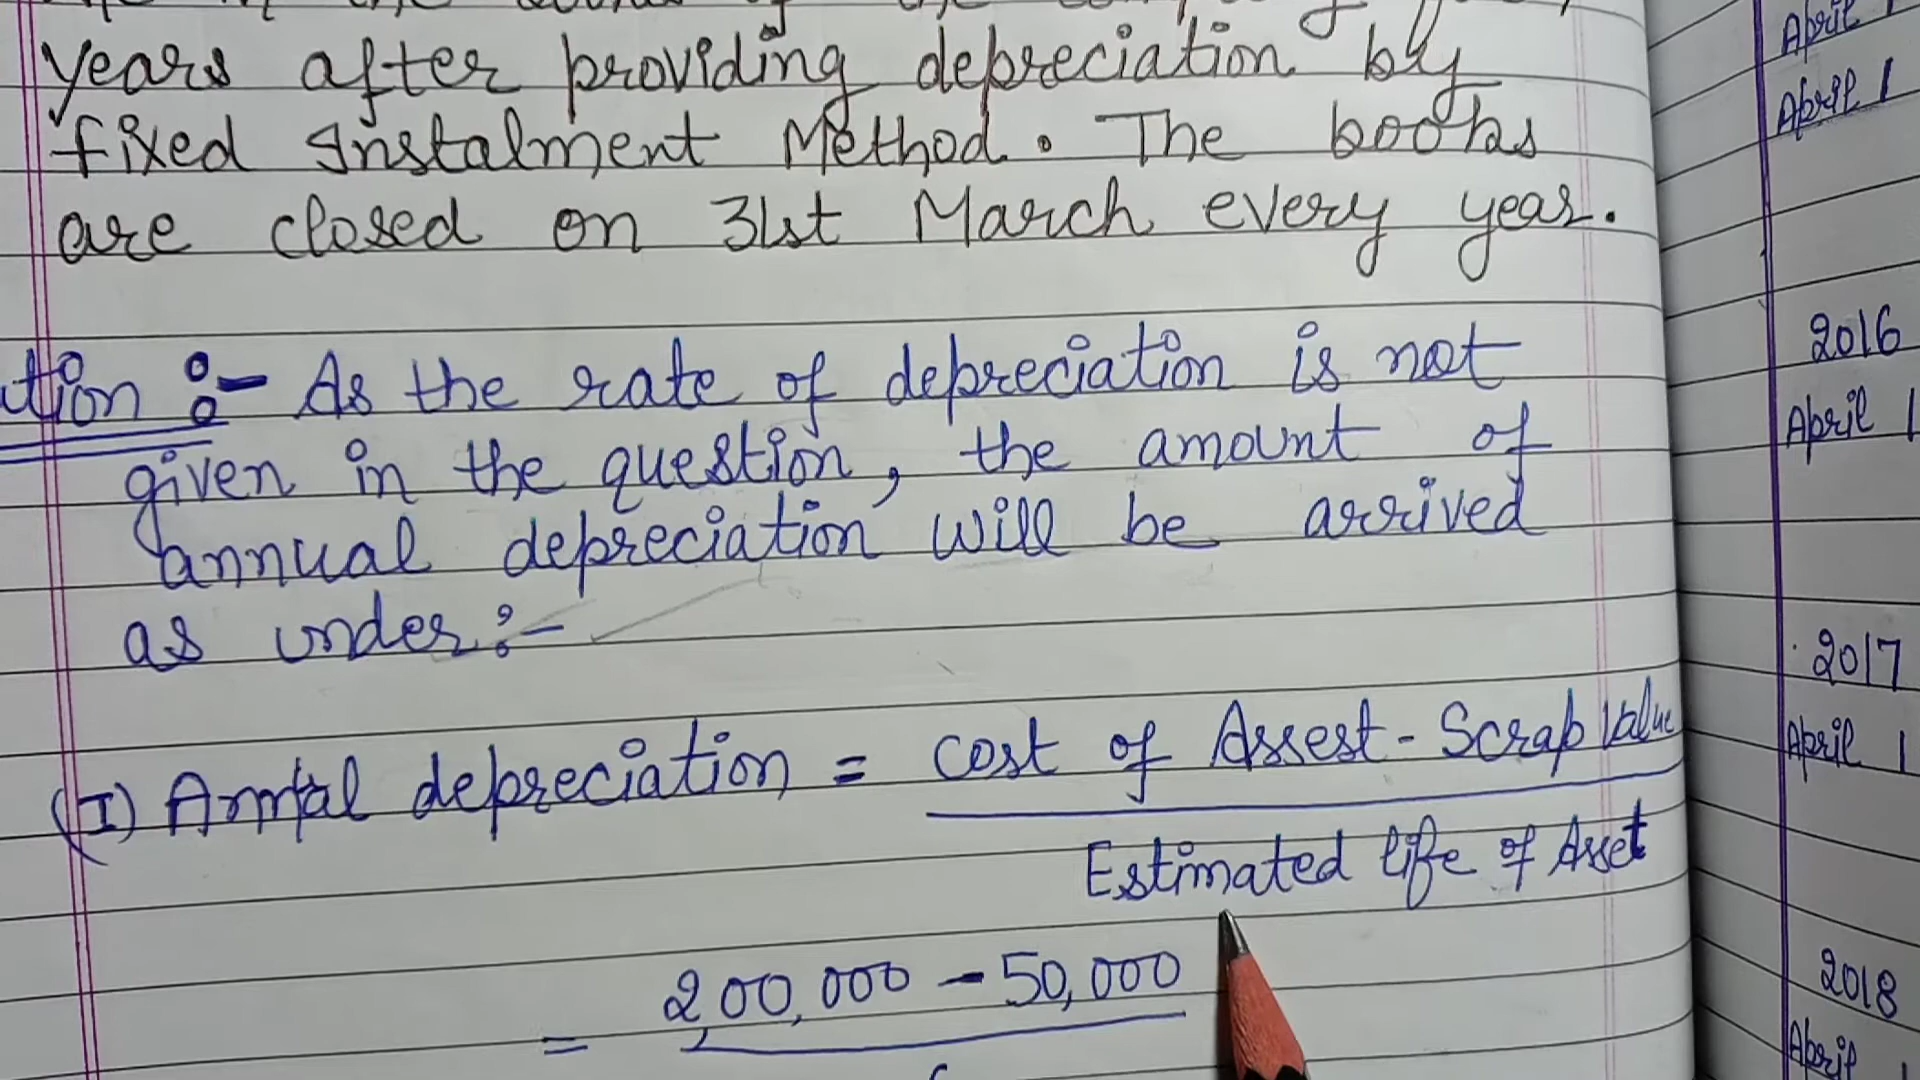 years after providing depreciation by
fixed Instalment Method. The books
are closed on 31st March every year.
tion :- As the rate of depreciation is not
given in the question, the amount of
annual depreciation will be arrived
as under :-
(I) Annual depreciation = Cost of Assest - Scrap Value
Estimated life of Asset
= 2,00,000 - 50,000
April
April 1
2016
April 1
2017
April 1
2018
April